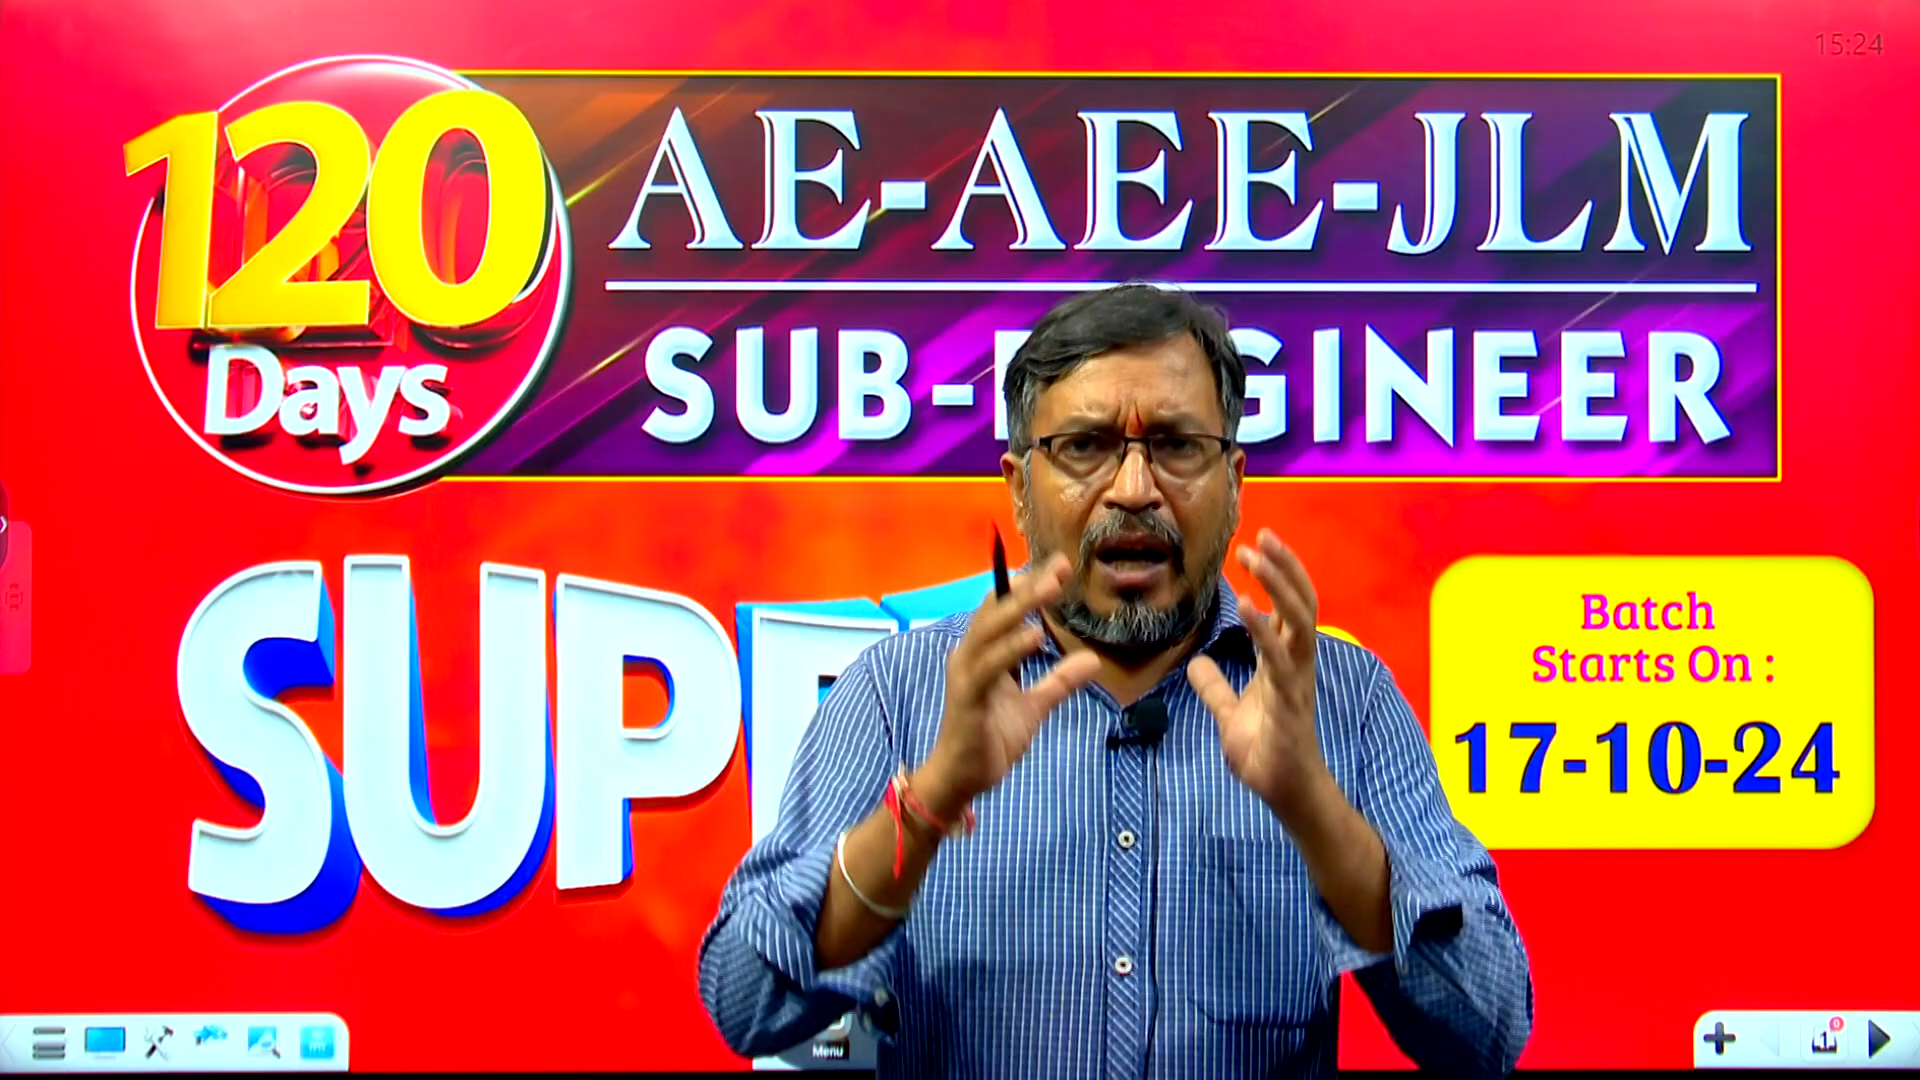 15:24
120
Days
AE-AEE-JLM
SUB-
GINEER
SUP
Batch
Starts On :
17-10-24
Menu